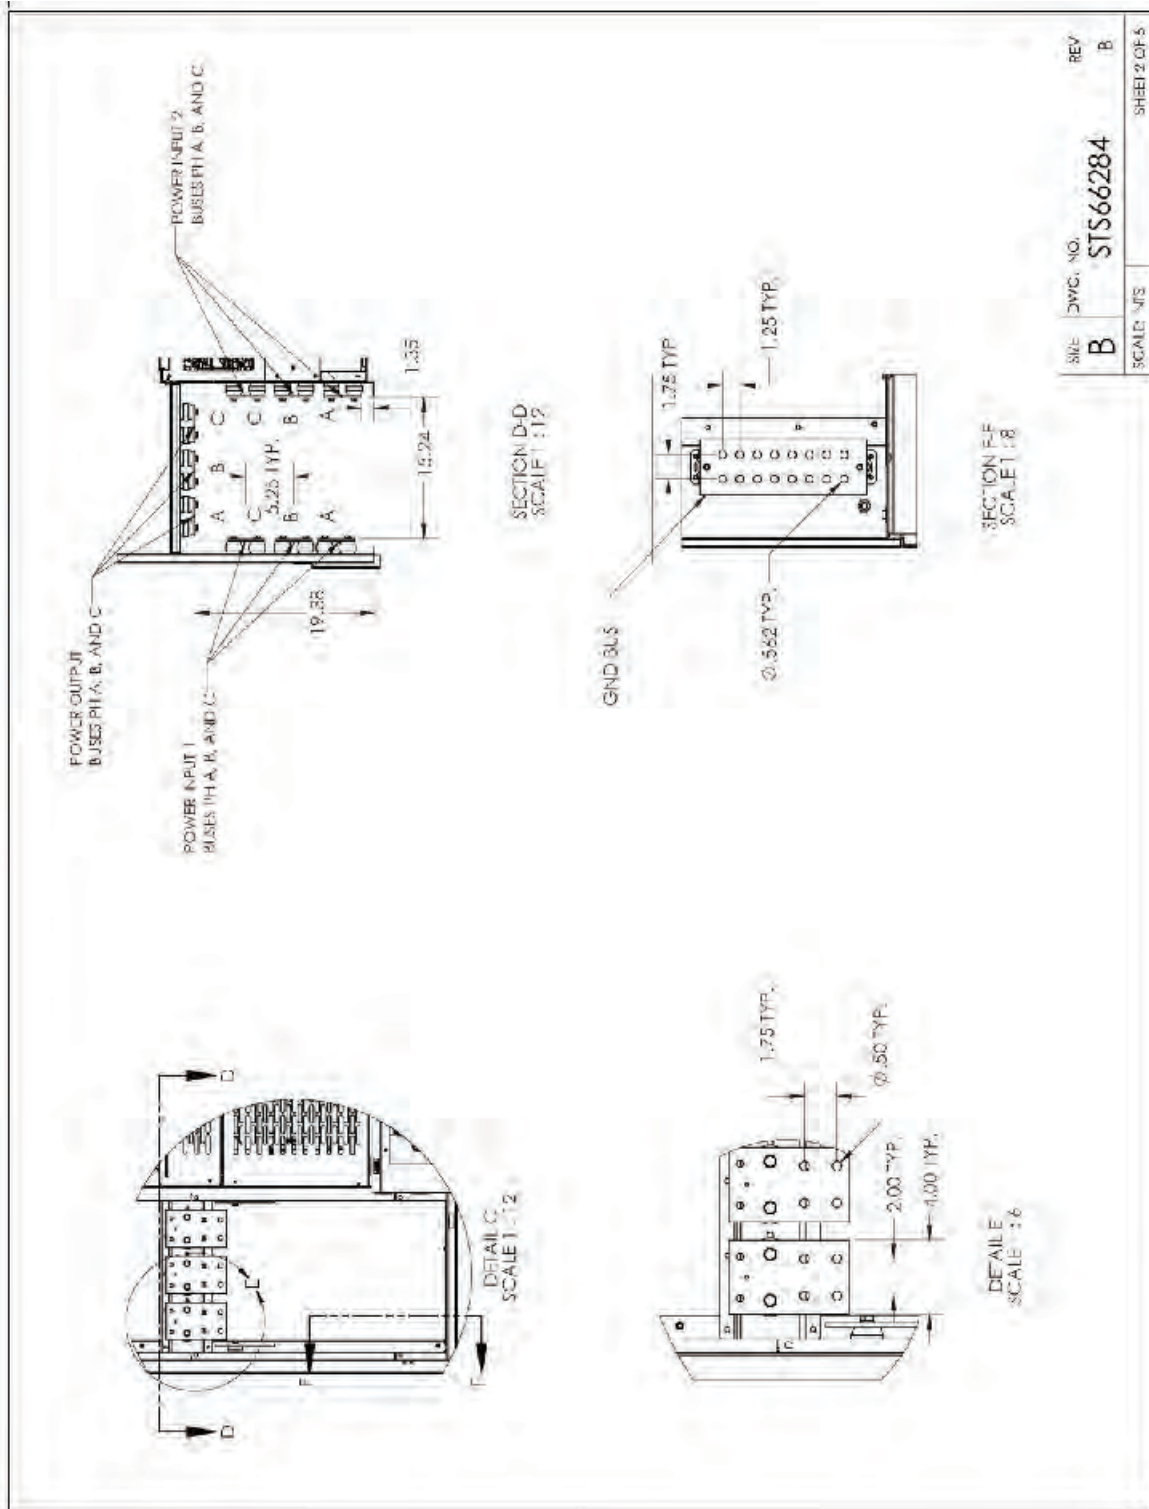 POWER OUTPUT
BUSES PH A, B, AND C
POWER INPUT 1
BUSES PH A, B, AND C
POWER INPUT 2
BUSES PH A, B, AND C
A
B
C
C
B
A
C
B
A
5.25 TYP.
19.38
15.24
1.35
SECTION D-D
SCALE 1 : 12
D
D
E
F
F
DETAIL C
SCALE 1 : 12
GND BUS
1.75 TYP.
1.25 TYP.
Ø.562 TYP.
SECTION F-F
SCALE 1 : 8
1.75 TYP.
Ø.50 TYP.
2.00 TYP.
4.00 TYP.
DETAIL E
SCALE 1 : 6
SIZE
B
DWG. NO.
STS66284
REV
B
SCALE: NTS
SHEET 2 OF 5